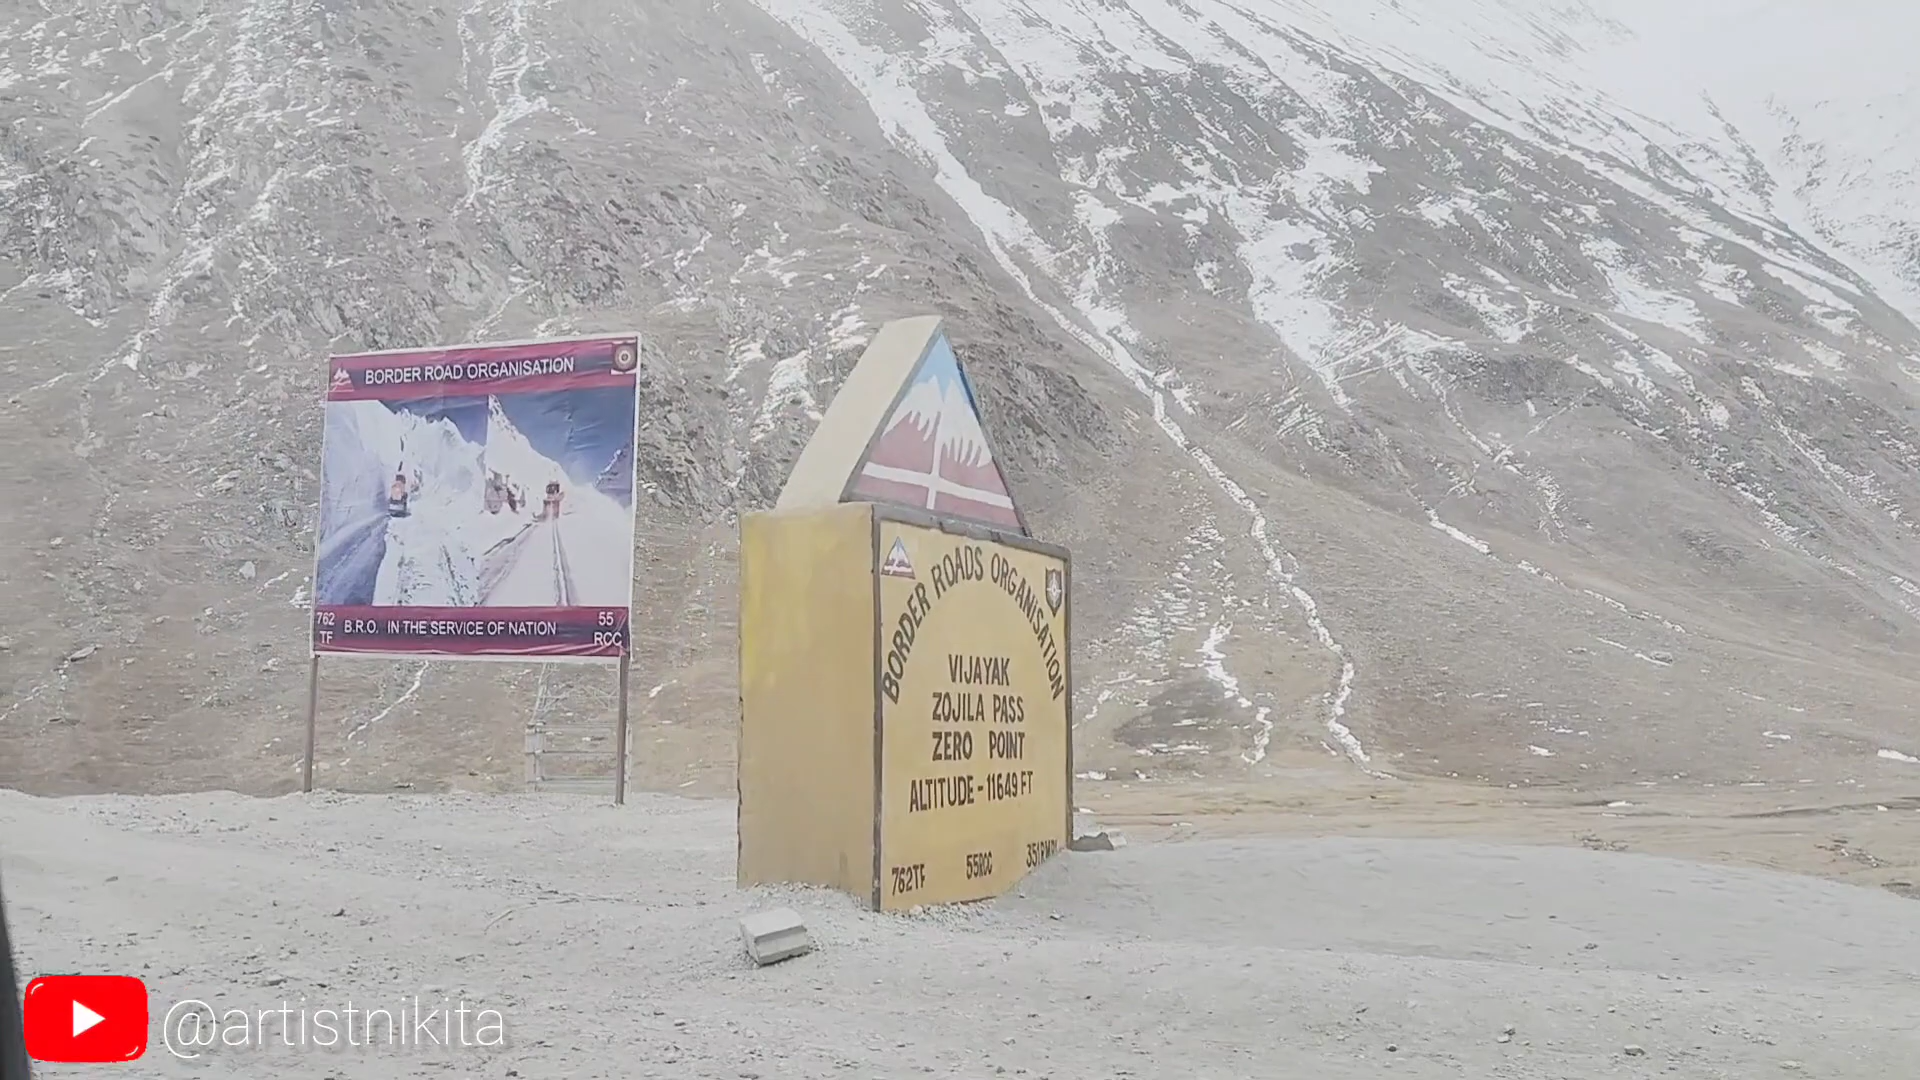 BORDER ROAD ORGANISATION
762
TF
B.R.O. IN THE SERVICE OF NATION
55
RCC
BORDER ROADS ORGANISATION
VIJAYAK
ZOJILA PASS
ZERO POINT
ALTITUDE - 11649 FT
762TF 55RCC
@artistnikita